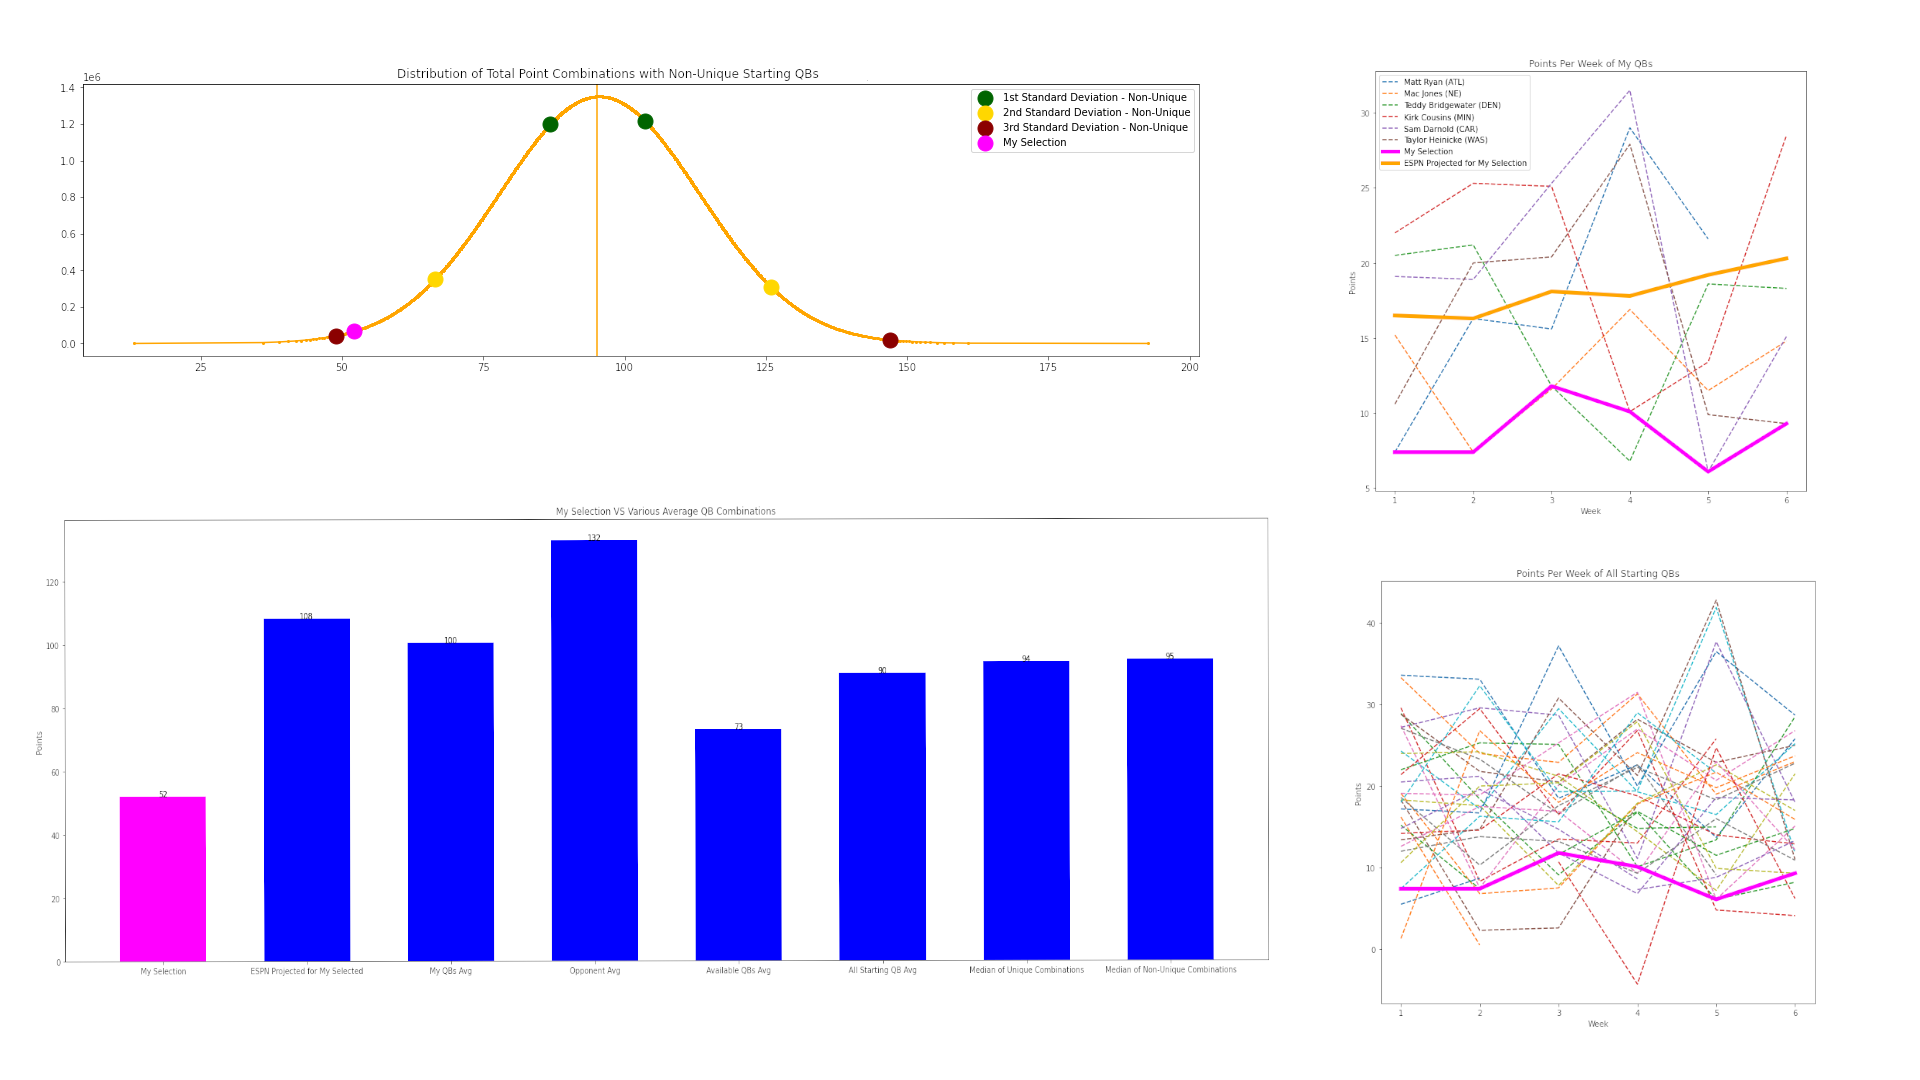 Distribution of Total Point Combinations with Non-Unique Starting QBs
1e6
1.4
1.2
1.0
0.8
0.6
0.4
0.2
0.0
25 50 75 100 125 150 175 200
1st Standard Deviation - Non-Unique
2nd Standard Deviation - Non-Unique
3rd Standard Deviation - Non-Unique
My Selection
Points Per Week of My QBs
Matt Ryan (ATL)
Mac Jones (NE)
Teddy Bridgewater (DEN)
Kirk Cousins (MIN)
Sam Darnold (CAR)
Taylor Heinicke (WAS)
My Selection
ESPN Projected for My Selection
Points
30
25
20
15
10
5
1 2 3 4 5 6
Week
My Selection VS Various Average QB Combinations
Points
120
100
80
60
40
20
0
52 108 100 132 73 90 94 95
My Selection ESPN Projected for My Selected My QBs Avg Opponent Avg Available QBs Avg All Starting QB Avg Median of Unique Combinations Median of Non-Unique Combinations
Points Per Week of All Starting QBs
Points
40
30
20
10
0
1 2 3 4 5 6
Week